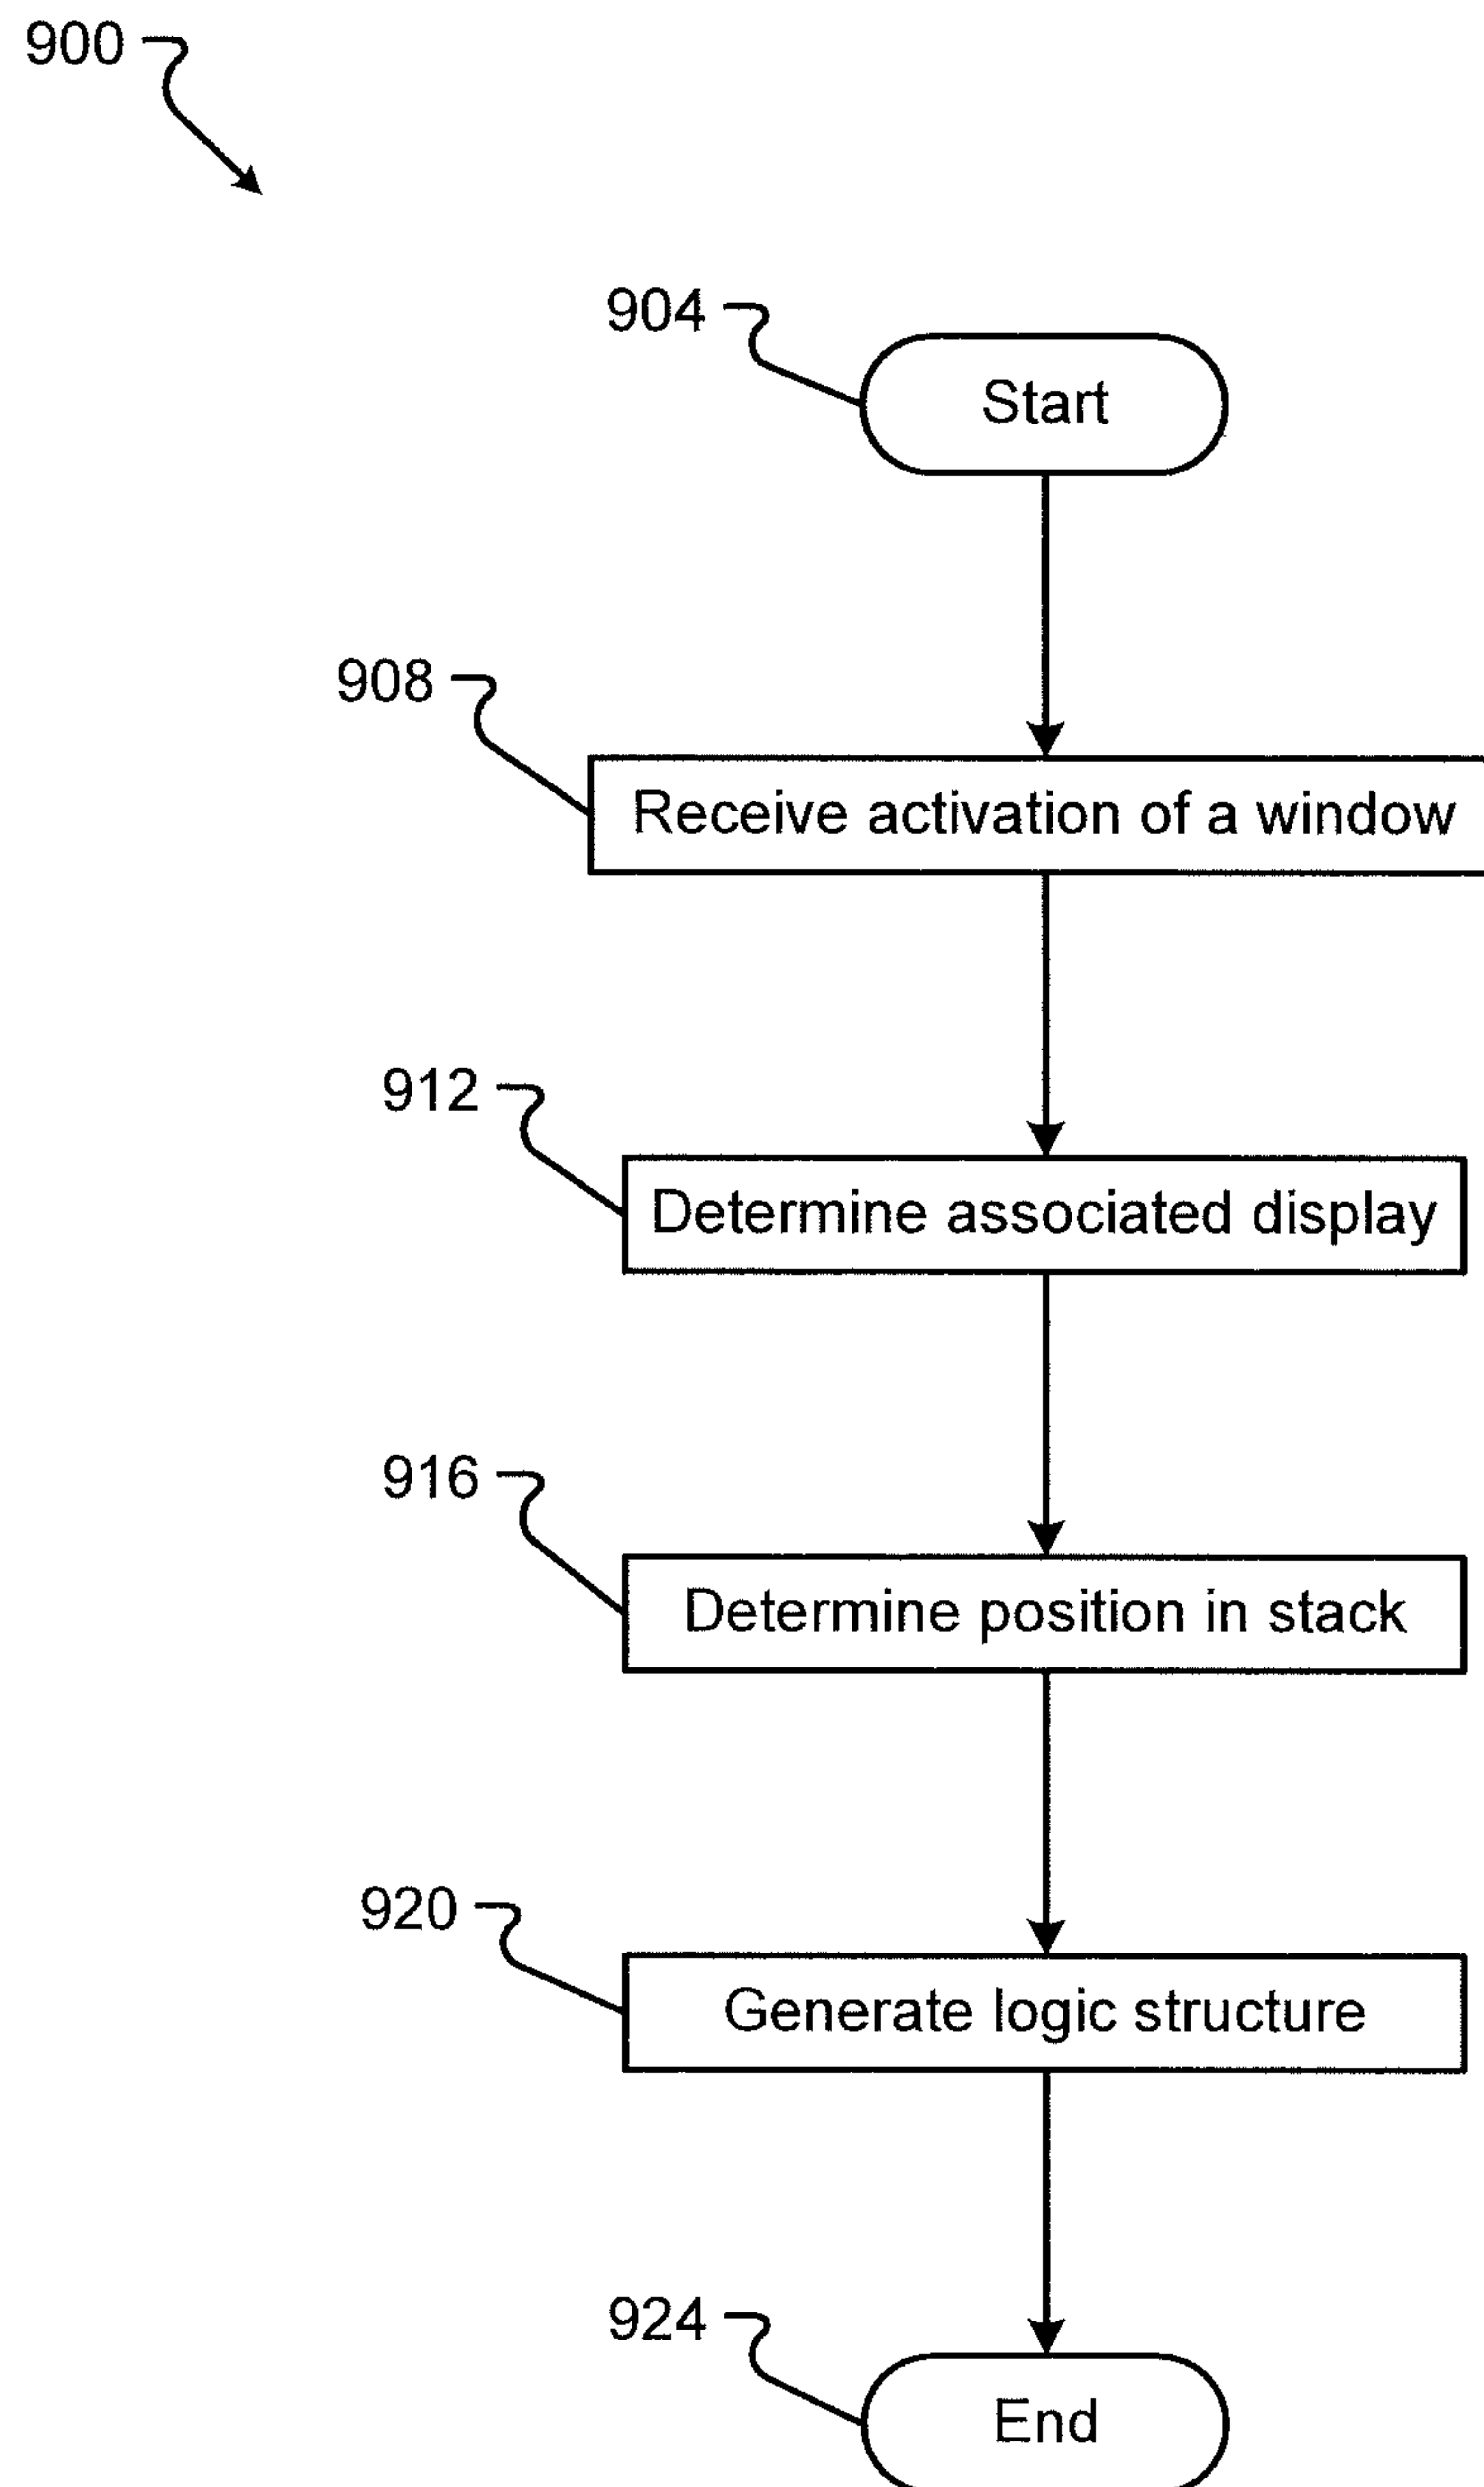 900
904
Start
908
Receive activation of a window
912
Determine associated display
916
Determine position in stack
920
Generate logic structure
924
End